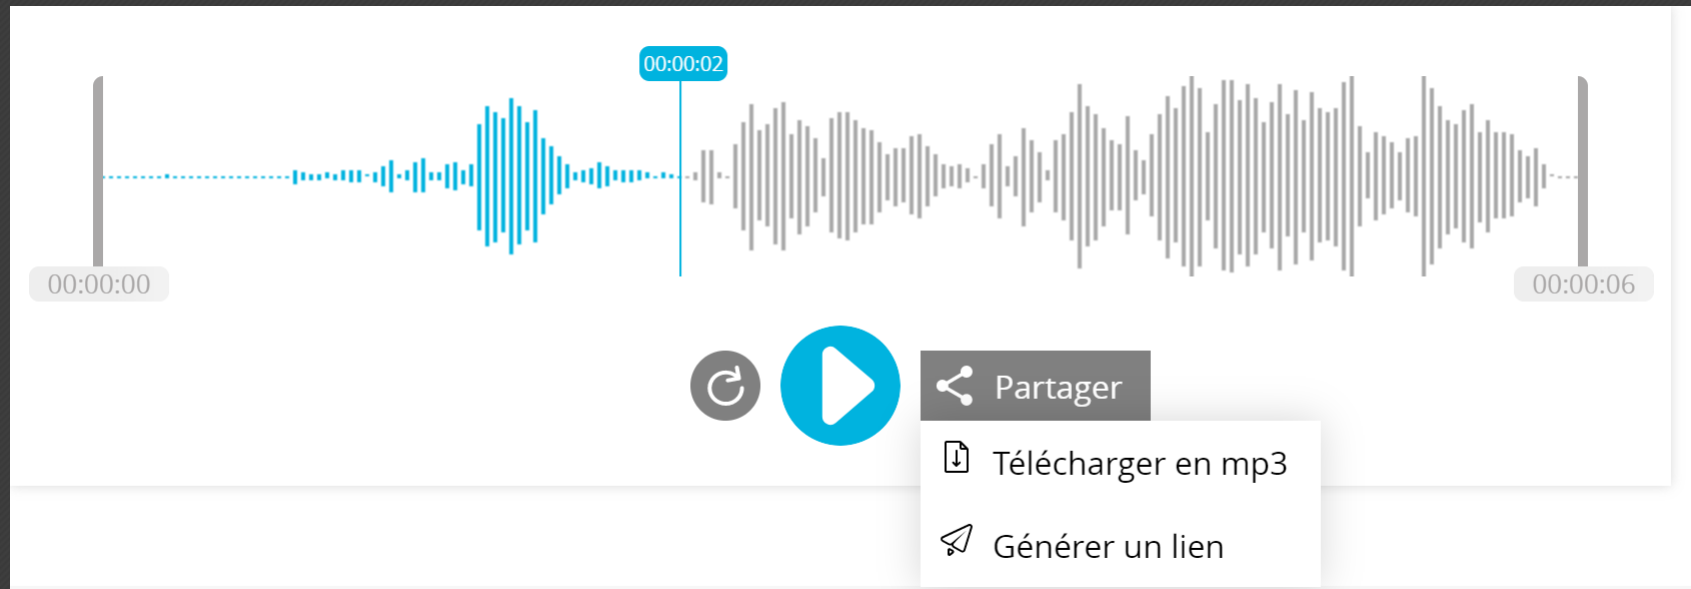 00:00:02
00:00:00
00:00:06
Partager
Télécharger en mp3
Générer un lien